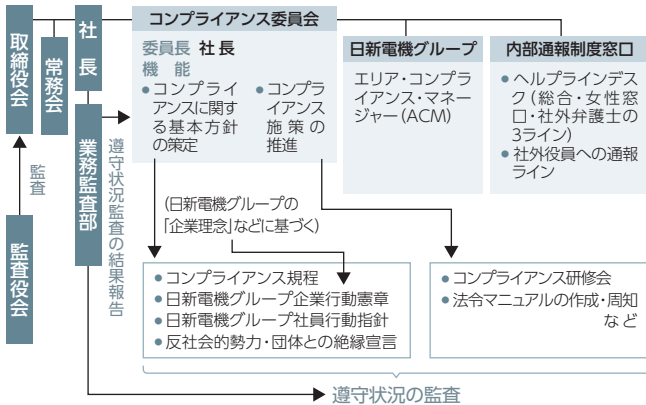 取締役会
常務会
社長
コンプライアンス委員会
委員長 社長
機能
●コンプライ
アンスに関す
る基本方針
の策定
●コンプラ
イアンス
施策の
推進
日新電機グループ
エリア・コンプラ
イアンス・マネー
ジャー(ACM)
内部通報制度窓口
●ヘルプラインデス
ク(総合・女性窓
口・社外弁護士の
3ライン)
●社外役員への通報
ライン
監査
監査役会
業務監査部
遵守状況監査の結果報告
(日新電機グループの
「企業理念」などに基づく)
●コンプライアンス規程
●日新電機グループ企業行動憲章
●日新電機グループ社員行動指針
●反社会的勢力・団体との絶縁宣言
●コンプライアンス研修会
●法令マニュアルの作成・周知
など
遵守状況の監査